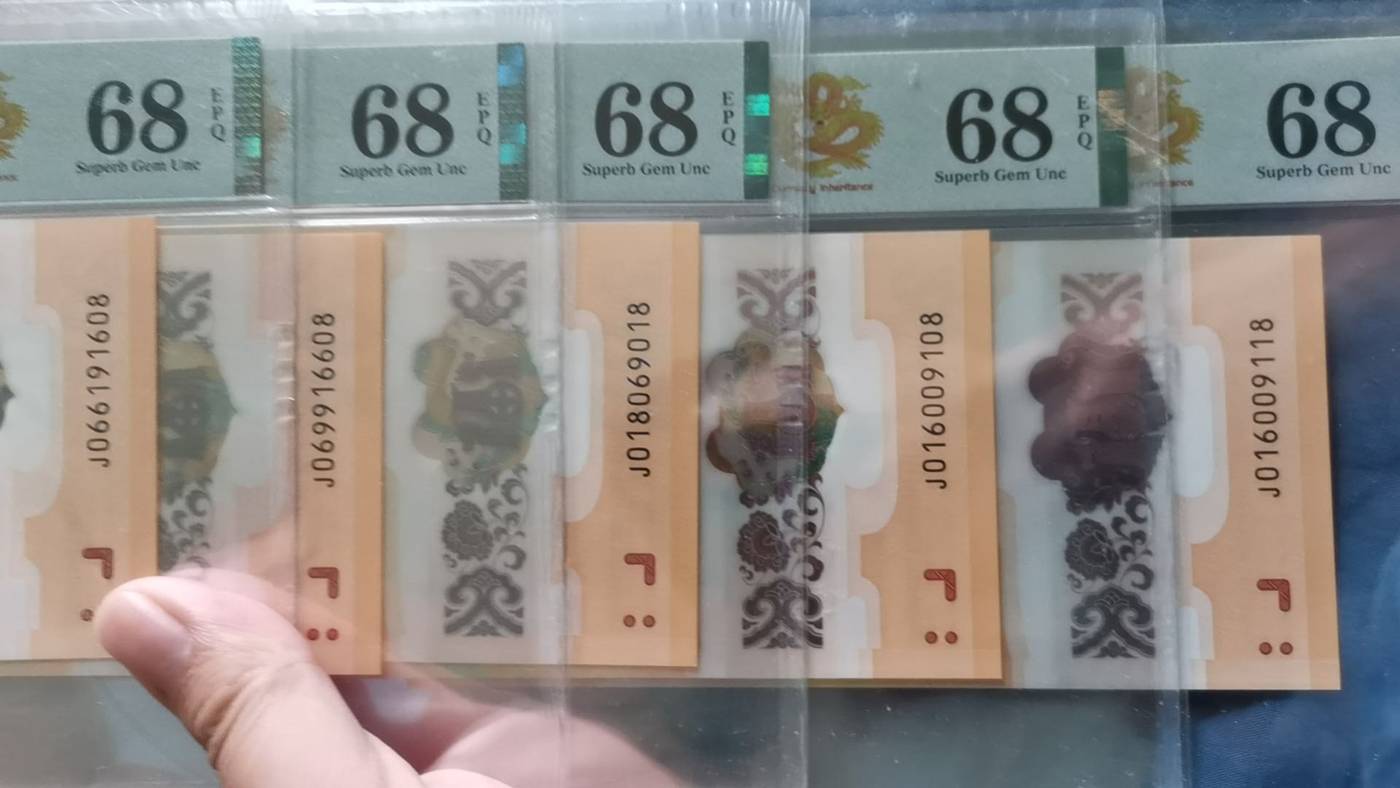 68
EPQ
Superb Gem Unc
68
EPQ
Superb Gem Unc
68
EPQ
Superb Gem Unc
Inheritance
68
EPQ
Superb Gem Unc
68
Superb Gem Unc
J066191608
J069916608
J018069018
J016009108
J016009118